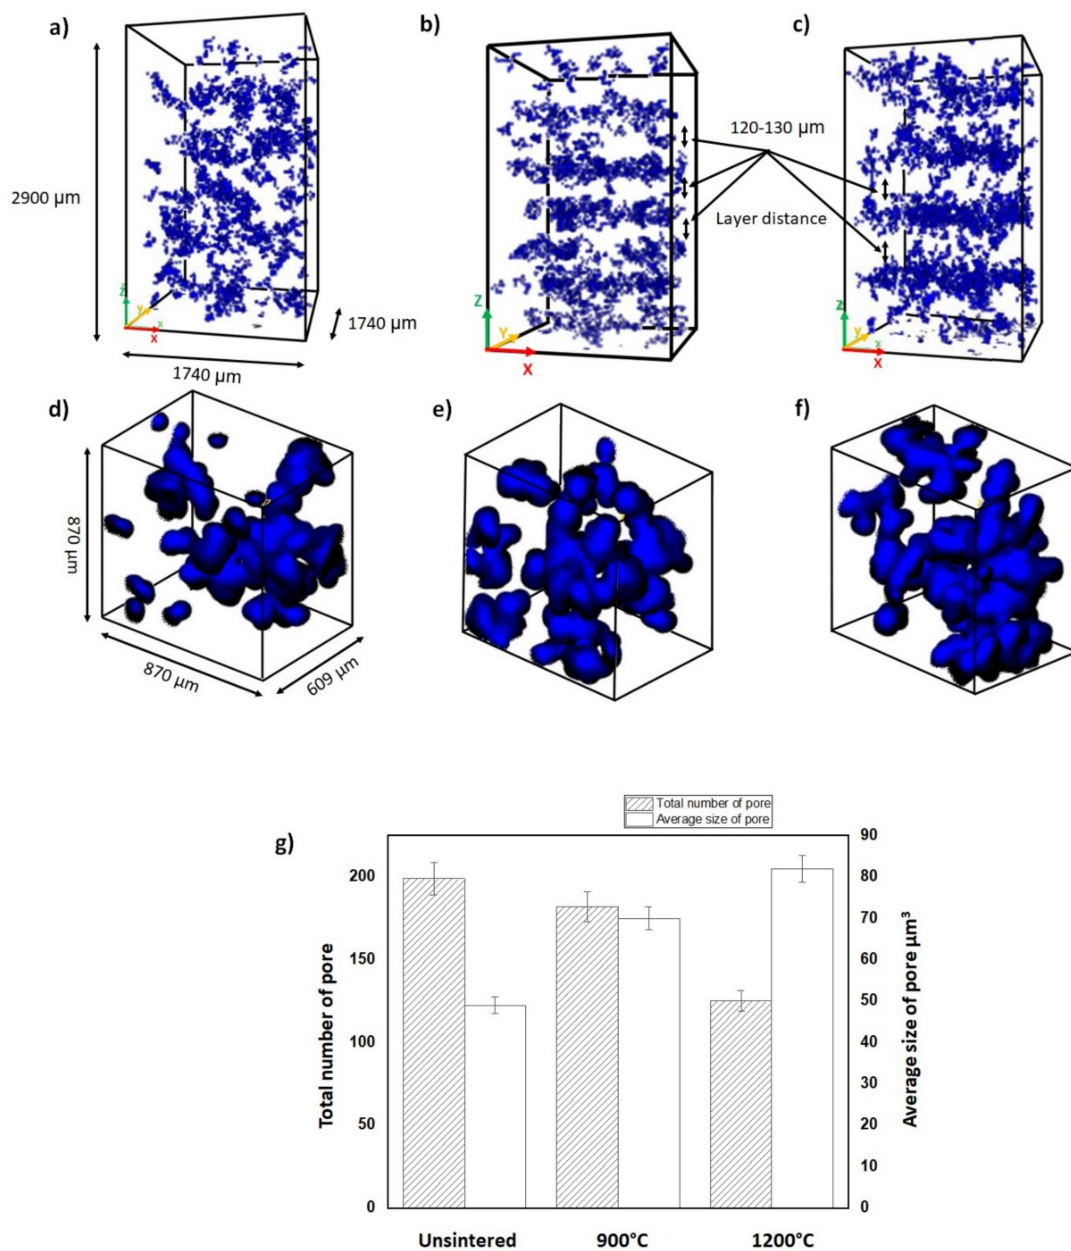 a)
b)
c)
2900 µm
120-130 µm
Layer distance
Z
Y
X
x
1740 µm
1740 µm
Z
Y
X
Z
Y
X
x
d)
e)
f)
870 µm
870 µm
609 µm
g)
Total number of pore
Average size of pore
Total number of pore
200
150
100
50
0
90
80
70
60
50
40
30
20
10
0
Average size of pore µm³
Unsintered
900°C
1200°C